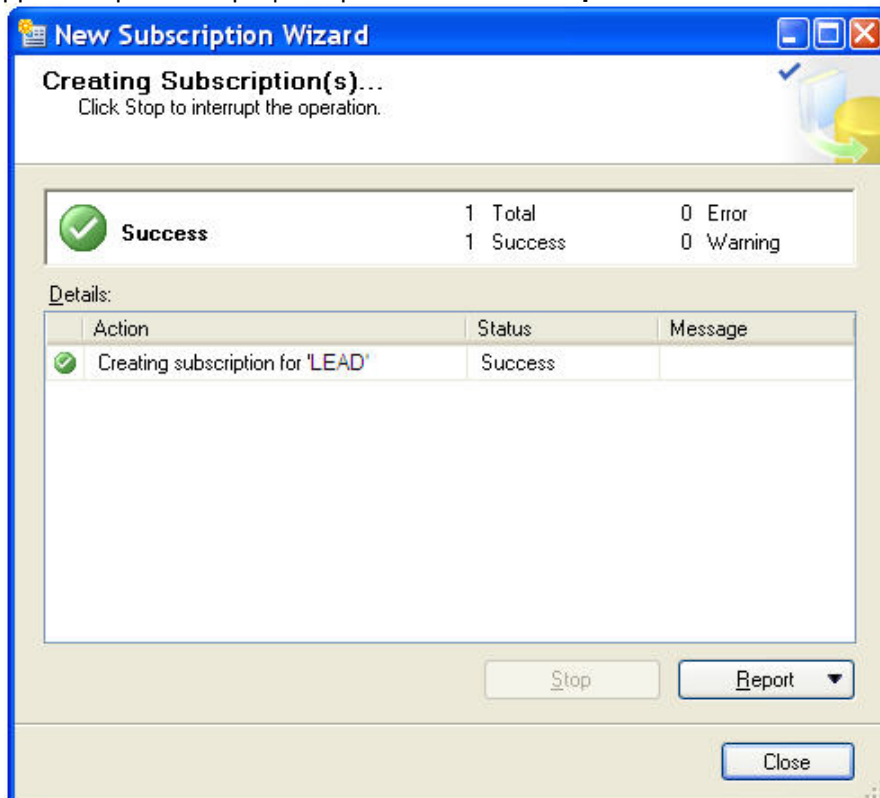 New Subscription Wizard
Creating Subscription(s)...
Click Stop to interrupt the operation.
Success
1 Total
0 Error
1 Success
0 Warning
Details:
Action Status Message
Creating subscription for 'LEAD' Success
Stop Report
Close